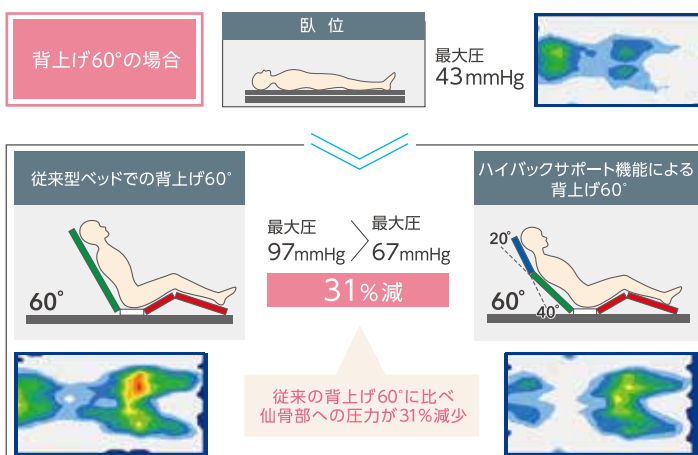 背上げ60°の場合
臥位
最大圧
43mmHg
従来型ベッドでの背上げ60°
ハイバックサポート機能による
背上げ60°
最大圧
97mmHg
最大圧
67mmHg
31%減
60°
20°
60°
40°
従来の背上げ60°に比べ
仙骨部への圧力が31%減少